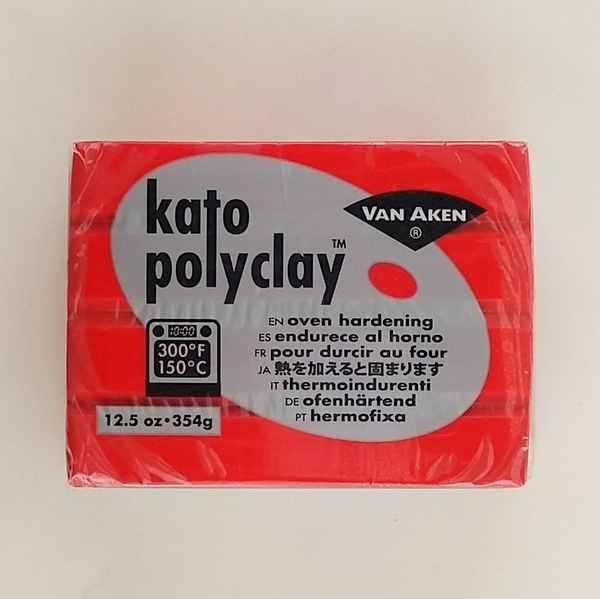 kato
polyclay™
VAN AKEN
®
10:00
300°F
150°C
12.5 oz•354g
EN oven hardening
ES endurece al horno
FR pour durcir au four
JA 熱を加えると固まります
IT thermoindurenti
DE ofenhärtend
PT hermofixa